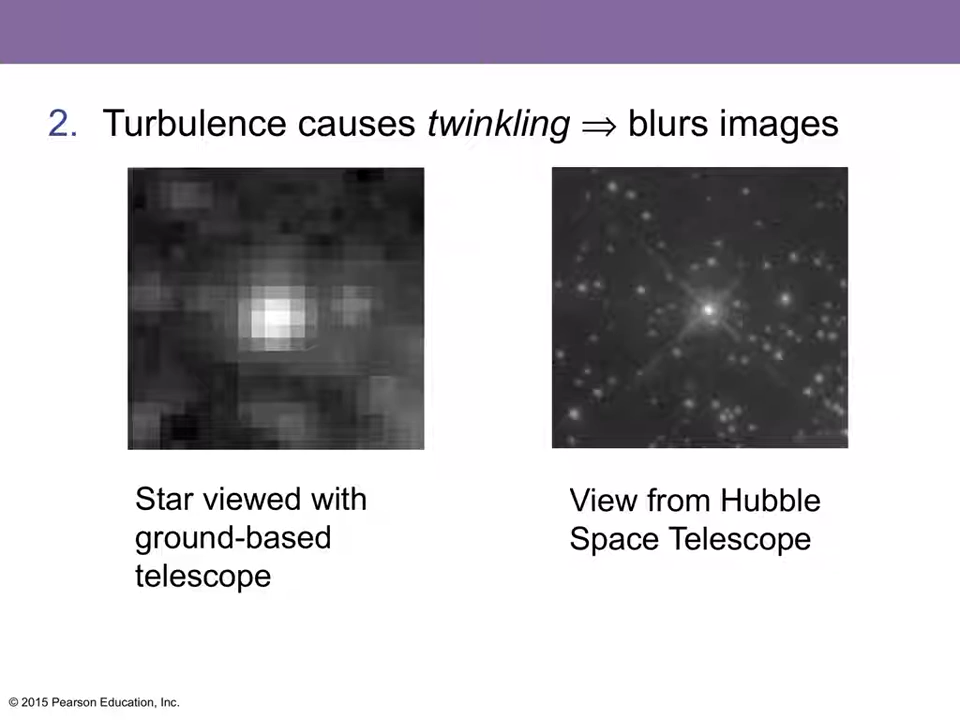 2. Turbulence causes twinkling ⇒ blurs images
Star viewed with
ground-based
telescope
View from Hubble
Space Telescope
© 2015 Pearson Education, Inc.